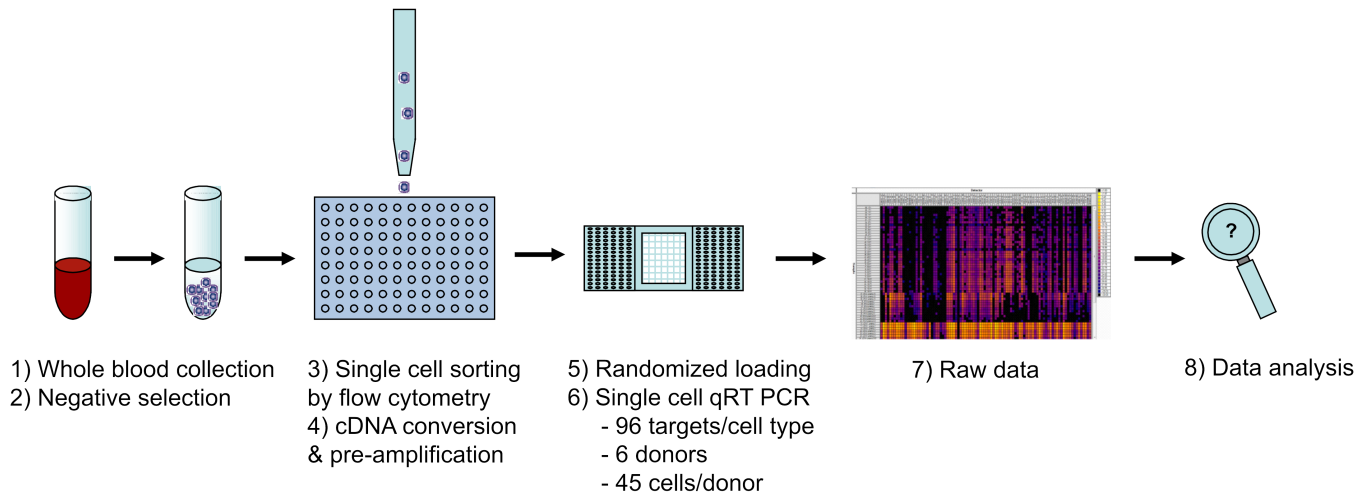 ?
1) Whole blood collection
2) Negative selection
3) Single cell sorting
by flow cytometry
4) cDNA conversion
& pre-amplification
5) Randomized loading
6) Single cell qRT PCR
- 96 targets/cell type
- 6 donors
- 45 cells/donor
7) Raw data
8) Data analysis